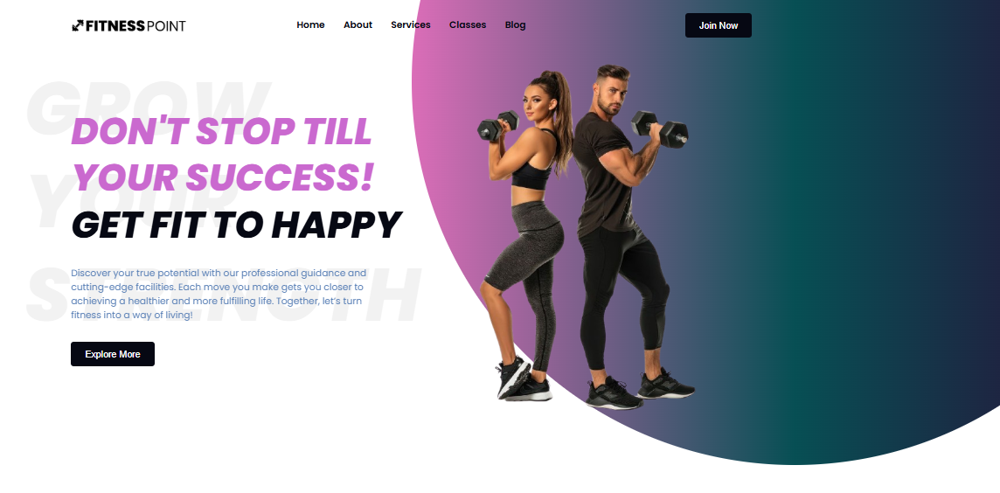 FITNESS POINT
Home About Services Classes Blog
Join Now
GROW
YOUR
STRENGTH
DON'T STOP TILL
YOUR SUCCESS!
GET FIT TO HAPPY
Discover your true potential with our professional guidance and
cutting-edge facilities. Each move you make gets you closer to
achieving a healthier and more fulfilling life. Together, let's turn
fitness into a way of living!
Explore More